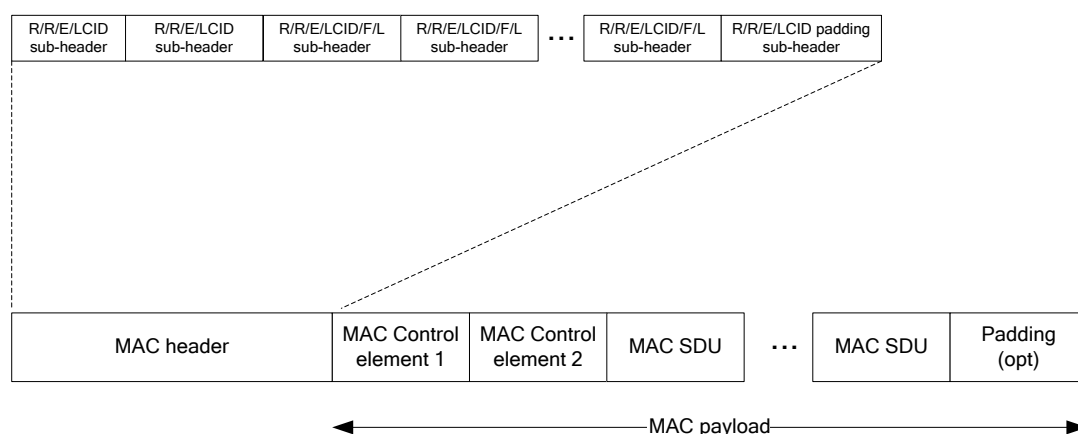 R/R/E/LCID
sub-header
R/R/E/LCID
sub-header
R/R/E/LCID/F/L
sub-header
R/R/E/LCID/F/L
sub-header
...
R/R/E/LCID/F/L
sub-header
R/R/E/LCID padding
sub-header
MAC header
MAC Control
element 1
MAC Control
element 2
MAC SDU
...
MAC SDU
Padding
(opt)
MAC payload